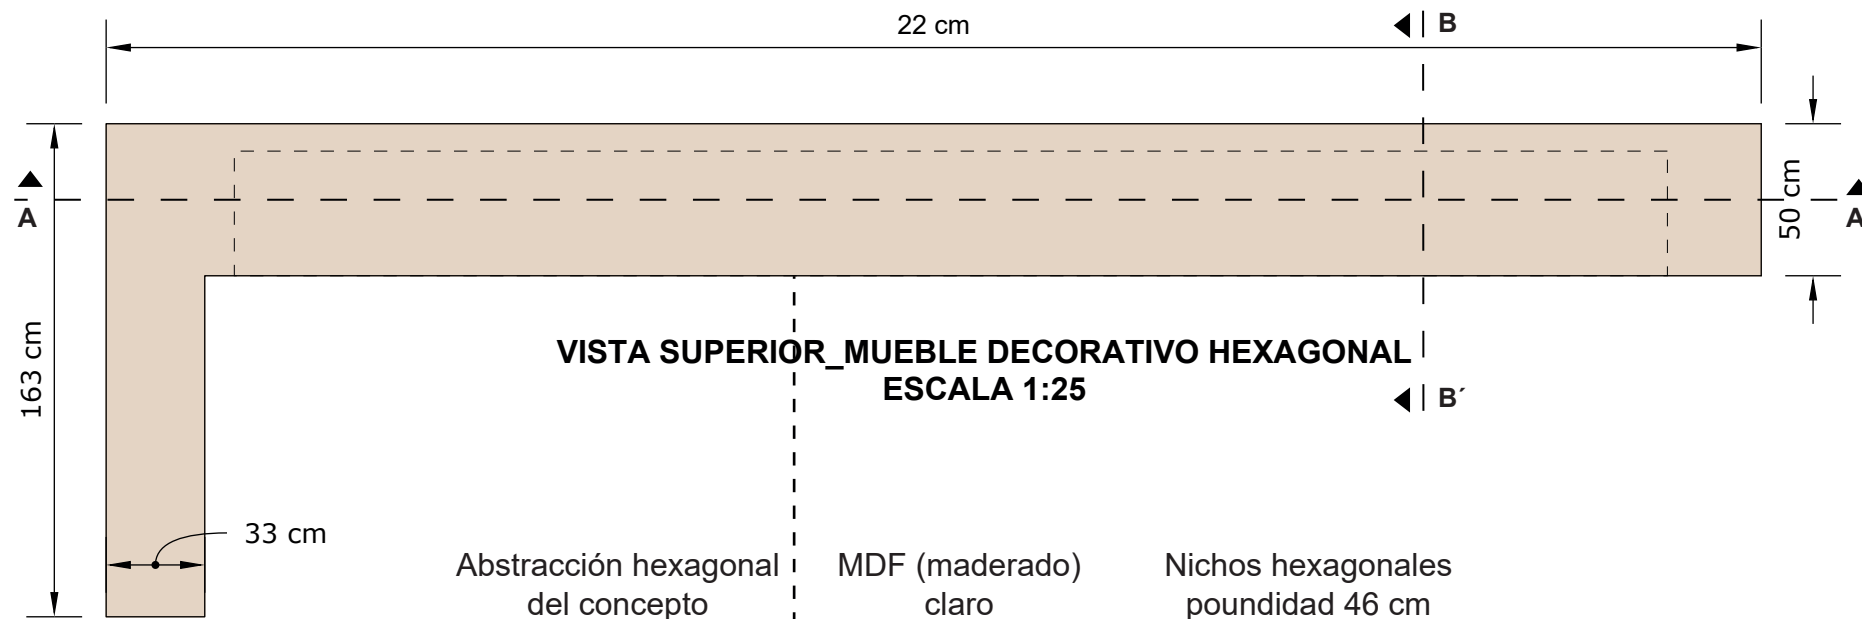 22 cm
B
A
50 cm
A
163 cm
VISTA SUPERIOR_MUEBLE DECORATIVO HEXAGONAL
ESCALA 1:25
B´
33 cm
Abstracción hexagonal
del concepto
MDF (maderado)
claro
Nichos hexagonales
poundidad 46 cm